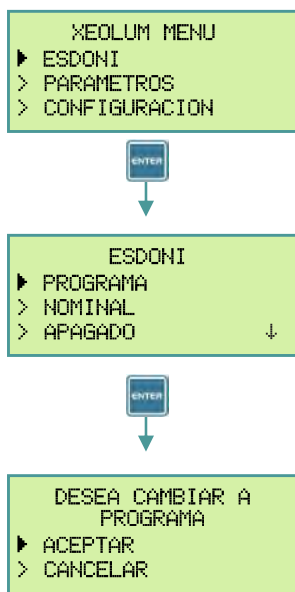 XEOLUM MENU
ESDONI
> PARAMETROS
> CONFIGURACION
ENTER
ESDONI
PROGRAMA
> NOMINAL
> APAGADO ↓
ENTER
DESEA CAMBIAR A
PROGRAMA
ACEPTAR
> CANCELAR